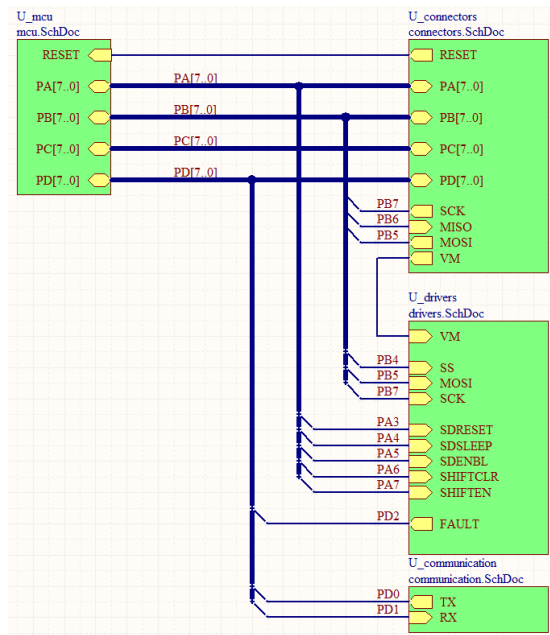 U_mcu
mcu.SchDoc
RESET
PA[7..0]
PB[7..0]
PC[7..0]
PD[7..0]
PA[7..0]
PB[7..0]
PC[7..0]
PD[7..0]
U_connectors
connectors.SchDoc
RESET
PA[7..0]
PB[7..0]
PC[7..0]
PD[7..0]
PB7 SCK
PB6 MISO
PB5 MOSI
VM
U_drivers
drivers.SchDoc
VM
PB4 SS
PB5 MOSI
PB7 SCK
PA3 SDRESET
PA4 SDSLEEP
PA5 SDENBL
PA6 SHIFTCLR
PA7 SHIFTEN
PD2 FAULT
U_communication
communication.SchDoc
PD0 TX
PD1 RX